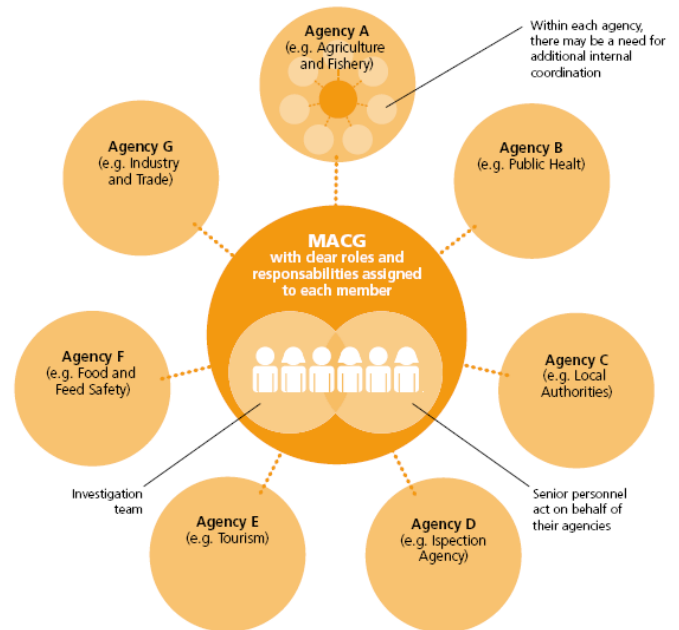 Agency A
(e.g. Agriculture
and Fishery)
Within each agency,
there may be a need for
additional internal
coordination
Agency G
(e.g. Industry
and Trade)
Agency B
(e.g. Public Healt)
MACG
with clear roles and
responsabilities assigned
to each member
Agency F
(e.g. Food and
Feed Safety)
Agency C
(e.g. Local
Authorities)
Investigation
team
Senior personnel
act on behalf of
their agencies
Agency E
(e.g. Tourism)
Agency D
(e.g. Ispection
Agency)